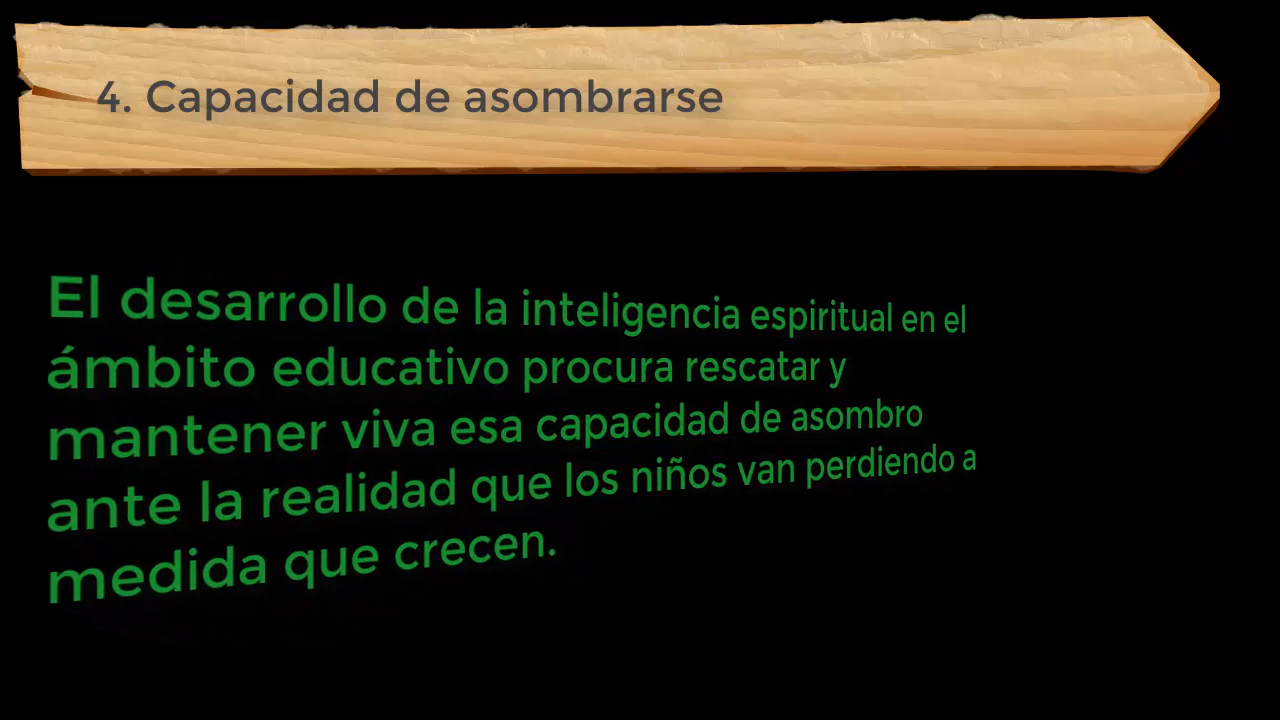 4. Capacidad de asombrarse
El desarrollo de la inteligencia espiritual en el
ámbito educativo procura rescatar y
mantener viva esa capacidad de asombro
ante la realidad que los niños van perdiendo a
medida que crecen.